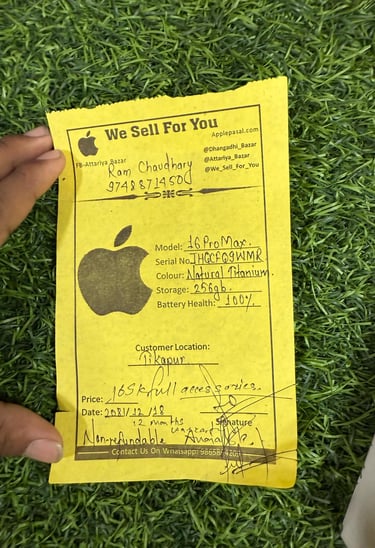 We Sell For You
Applepasal.com
@Dhangadhi_Bazar
FB-Attariya Bazar
@Attariya_Bazar
Ram Chaudhary
@We_Sell_For_You
9748871450
Model: 16 Pro Max.
Serial No. JHGCFQ9WMR
Colour: Natural Titanium.
Storage: 256gb.
Battery Health: 100%
Customer Location:
Tikapur.
Price: 165k full accessories.
Date: 2081/12/18
12 months
Signature
Non-refundable
Contact Us On Whatsapp: